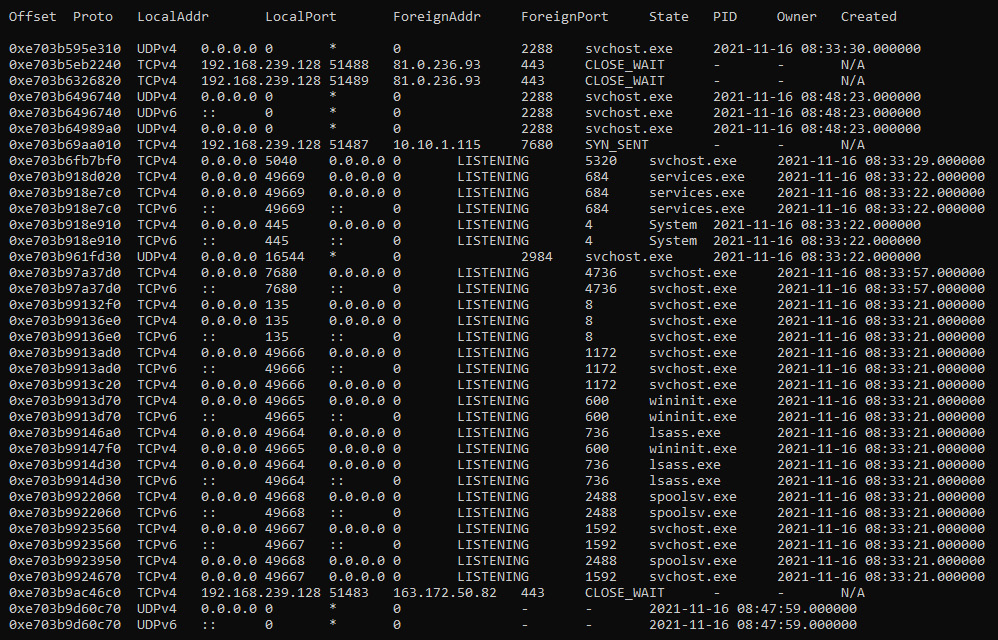 Offset Proto LocalAddr LocalPort ForeignAddr ForeignPort State PID Owner Created
0xe703b595e310 UDPv4 0.0.0.0 0 * 0 2288 svchost.exe 2021-11-16 08:33:30.000000
0xe703b5eb2240 TCPv4 192.168.239.128 51488 81.0.236.93 443 CLOSE_WAIT - - N/A
0xe703b6326820 TCPv4 192.168.239.128 51489 81.0.236.93 443 CLOSE_WAIT - - N/A
0xe703b6496740 UDPv4 0.0.0.0 0 * 0 2288 svchost.exe 2021-11-16 08:48:23.000000
0xe703b6496740 UDPv6 :: 0 * 0 2288 svchost.exe 2021-11-16 08:48:23.000000
0xe703b64989a0 UDPv4 0.0.0.0 0 * 0 2288 svchost.exe 2021-11-16 08:48:23.000000
0xe703b69aa010 TCPv4 192.168.239.128 51487 10.10.1.115 7680 SYN_SENT - - N/A
0xe703b6fb7bf0 TCPv4 0.0.0.0 5040 0.0.0.0 0 LISTENING 5320 svchost.exe 2021-11-16 08:33:29.000000
0xe703b918d020 TCPv4 0.0.0.0 49669 0.0.0.0 0 LISTENING 684 services.exe 2021-11-16 08:33:22.000000
0xe703b918e7c0 TCPv4 0.0.0.0 49669 0.0.0.0 0 LISTENING 684 services.exe 2021-11-16 08:33:22.000000
0xe703b918e7c0 TCPv6 :: 49669 :: 0 LISTENING 684 services.exe 2021-11-16 08:33:22.000000
0xe703b918e910 TCPv4 0.0.0.0 445 0.0.0.0 0 LISTENING 4 System 2021-11-16 08:33:22.000000
0xe703b918e910 TCPv6 :: 445 :: 0 LISTENING 4 System 2021-11-16 08:33:22.000000
0xe703b961fd30 UDPv4 0.0.0.0 16544 * 0 2984 svchost.exe 2021-11-16 08:33:22.000000
0xe703b97a37d0 TCPv4 0.0.0.0 7680 0.0.0.0 0 LISTENING 4736 svchost.exe 2021-11-16 08:33:57.000000
0xe703b97a37d0 TCPv6 :: 7680 :: 0 LISTENING 4736 svchost.exe 2021-11-16 08:33:57.000000
0xe703b99132f0 TCPv4 0.0.0.0 135 0.0.0.0 0 LISTENING 8 svchost.exe 2021-11-16 08:33:21.000000
0xe703b99136e0 TCPv4 0.0.0.0 135 0.0.0.0 0 LISTENING 8 svchost.exe 2021-11-16 08:33:21.000000
0xe703b99136e0 TCPv6 :: 135 :: 0 LISTENING 8 svchost.exe 2021-11-16 08:33:21.000000
0xe703b9913ad0 TCPv4 0.0.0.0 49666 0.0.0.0 0 LISTENING 1172 svchost.exe 2021-11-16 08:33:21.000000
0xe703b9913ad0 TCPv6 :: 49666 :: 0 LISTENING 1172 svchost.exe 2021-11-16 08:33:21.000000
0xe703b9913c20 TCPv4 0.0.0.0 49666 0.0.0.0 0 LISTENING 1172 svchost.exe 2021-11-16 08:33:21.000000
0xe703b9913d70 TCPv4 0.0.0.0 49665 0.0.0.0 0 LISTENING 600 wininit.exe 2021-11-16 08:33:21.000000
0xe703b9913d70 TCPv6 :: 49665 :: 0 LISTENING 600 wininit.exe 2021-11-16 08:33:21.000000
0xe703b99146a0 TCPv4 0.0.0.0 49664 0.0.0.0 0 LISTENING 736 lsass.exe 2021-11-16 08:33:21.000000
0xe703b99147f0 TCPv4 0.0.0.0 49665 0.0.0.0 0 LISTENING 600 wininit.exe 2021-11-16 08:33:21.000000
0xe703b9914d30 TCPv4 0.0.0.0 49664 0.0.0.0 0 LISTENING 736 lsass.exe 2021-11-16 08:33:21.000000
0xe703b9914d30 TCPv6 :: 49664 :: 0 LISTENING 736 lsass.exe 2021-11-16 08:33:21.000000
0xe703b9922060 TCPv4 0.0.0.0 49668 0.0.0.0 0 LISTENING 2488 spoolsv.exe 2021-11-16 08:33:21.000000
0xe703b9922060 TCPv6 :: 49668 :: 0 LISTENING 2488 spoolsv.exe 2021-11-16 08:33:21.000000
0xe703b9923560 TCPv4 0.0.0.0 49667 0.0.0.0 0 LISTENING 1592 svchost.exe 2021-11-16 08:33:21.000000
0xe703b9923560 TCPv6 :: 49667 :: 0 LISTENING 1592 svchost.exe 2021-11-16 08:33:21.000000
0xe703b9923950 TCPv4 0.0.0.0 49668 0.0.0.0 0 LISTENING 2488 spoolsv.exe 2021-11-16 08:33:21.000000
0xe703b9924670 TCPv4 0.0.0.0 49667 0.0.0.0 0 LISTENING 1592 svchost.exe 2021-11-16 08:33:21.000000
0xe703b9ac46c0 TCPv4 192.168.239.128 51483 163.172.50.82 443 CLOSE_WAIT - - N/A
0xe703b9d60c70 UDPv4 0.0.0.0 0 * 0 - - 2021-11-16 08:47:59.000000
0xe703b9d60c70 UDPv6 :: 0 * 0 - - 2021-11-16 08:47:59.000000